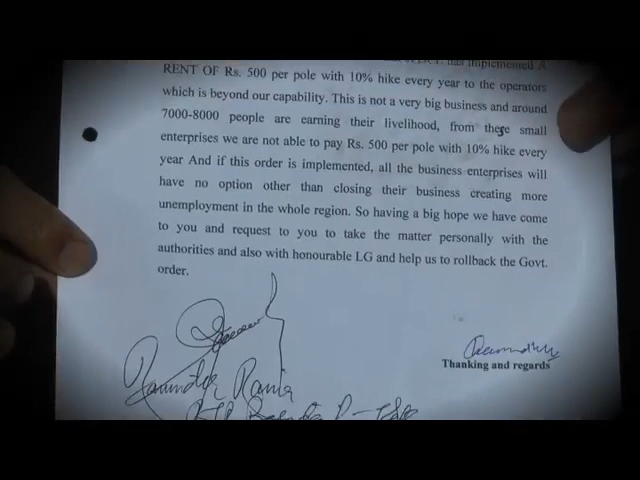 has implemented A
RENT OF Rs. 500 per pole with 10% hike every year to the operators
which is beyond our capability. This is not a very big business and around
7000-8000 people are earning their livelihood, from these small
enterprises we are not able to pay Rs. 500 per pole with 10% hike every
year And if this order is implemented, all the business enterprises will
have no option other than closing their business creating more
unemployment in the whole region. So having a big hope we have come
to you and request to you to take the matter personally with the
authorities and also with honourable LG and help us to rollback the Govt.
order.
Thanking and regards
Ravinder Raina